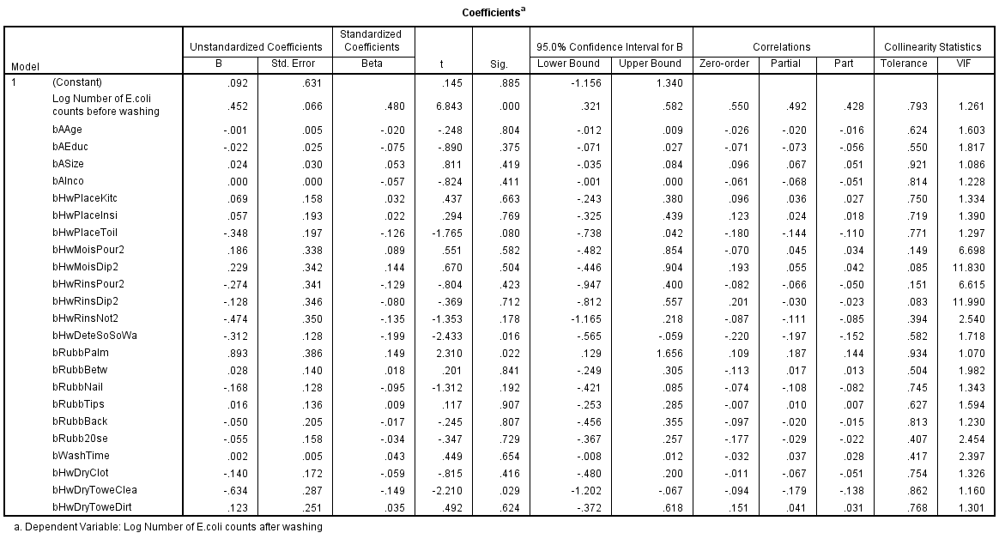 Coefficientsa
Unstandardized Coefficients Standardized Coefficients 95.0% Confidence Interval for B Correlations Collinearity Statistics
Model B Std. Error Beta t Sig. Lower Bound Upper Bound Zero-order Partial Part Tolerance VIF
1 (Constant) .092 .631 .145 .885 -1.156 1.340
Log Number of E.coli counts before washing .452 .066 .480 6.843 .000 .321 .582 .550 .492 .428 .793 1.261
bAAge -.001 .005 -.020 -.248 .804 -.012 .009 -.026 -.020 -.016 .624 1.603
bAEduc -.022 .025 -.075 -.890 .375 -.071 .027 -.071 -.073 -.056 .550 1.817
bASize .024 .030 .053 .811 .419 -.035 .084 .096 .067 .051 .921 1.086
bAInco .000 .000 -.057 -.824 .411 -.001 .000 -.061 -.068 -.051 .814 1.228
bHwPlaceKitc .069 .158 .032 .437 .663 -.243 .380 .096 .036 .027 .750 1.334
bHwPlaceInsi .057 .193 .022 .294 .769 -.325 .439 .123 .024 .018 .719 1.390
bHwPlaceToil -.348 .197 -.126 -1.765 .080 -.738 .042 -.180 -.144 -.110 .771 1.297
bHwMoisPour2 .186 .338 .089 .551 .582 -.482 .854 -.070 .045 .034 .149 6.698
bHwMoisDip2 .229 .342 .144 .670 .504 -.446 .904 .193 .055 .042 .085 11.830
bHwRinsPour2 -.274 .341 -.129 -.804 .423 -.947 .400 -.082 -.066 -.050 .151 6.615
bHwRinsDip2 -.128 .346 -.080 -.369 .712 -.812 .557 .201 -.030 -.023 .083 11.990
bHwRinsNot2 -.474 .350 -.135 -1.353 .178 -1.165 .218 -.087 -.111 -.085 .394 2.540
bHwDeteSoSoWa -.312 .128 -.199 -2.433 .016 -.565 -.059 -.220 -.197 -.152 .582 1.718
bRubbPalm .893 .386 .149 2.310 .022 .129 1.656 .109 .187 .144 .934 1.070
bRubbBetw .028 .140 .018 .201 .841 -.249 .305 -.113 .017 .013 .504 1.982
bRubbNail -.168 .128 -.095 -1.312 .192 -.421 .085 -.074 -.108 -.082 .745 1.343
bRubbTips .016 .136 .009 .117 .907 -.253 .285 -.007 .010 .007 .627 1.594
bRubbBack -.050 .205 -.017 -.245 .807 -.456 .355 -.097 -.020 -.015 .813 1.230
bRubb20se -.055 .158 -.034 -.347 .729 -.367 .257 -.177 -.029 -.022 .407 2.454
bWashTime .002 .005 .043 .449 .654 -.008 .012 -.032 .037 .028 .417 2.397
bHwDryClot -.140 .172 -.059 -.815 .416 -.480 .200 -.011 -.067 -.051 .754 1.326
bHwDryToweClea -.634 .287 -.149 -2.210 .029 -1.202 -.067 -.094 -.179 -.138 .862 1.160
bHwDryToweDirt .123 .251 .035 .492 .624 -.372 .618 .151 .041 .031 .768 1.301
a. Dependent Variable: Log Number of E.coli counts after washing